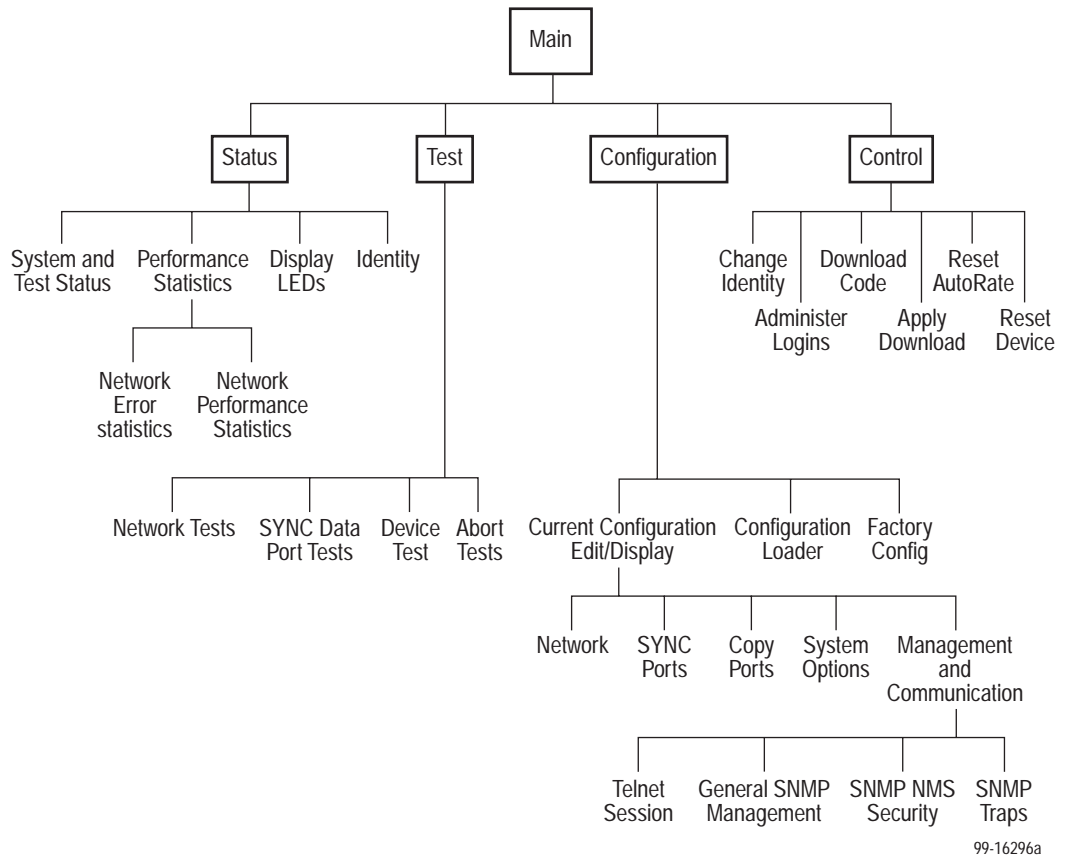 Main
Status
Test
Configuration
Control
System and
Test Status
Performance
Statistics
Display
LEDs
Identity
Change
Identity
Download
Code
Reset
AutoRate
Administer
Logins
Apply
Download
Reset
Device
Network
Error
statistics
Network
Performance
Statistics
Network Tests
SYNC Data
Port Tests
Device
Test
Abort
Tests
Current Configuration
Edit/Display
Configuration
Loader
Factory
Config
Network
SYNC
Ports
Copy
Ports
System
Options
Management
and
Communication
Telnet
Session
General SNMP
Management
SNMP NMS
Security
SNMP
Traps
99-16296a